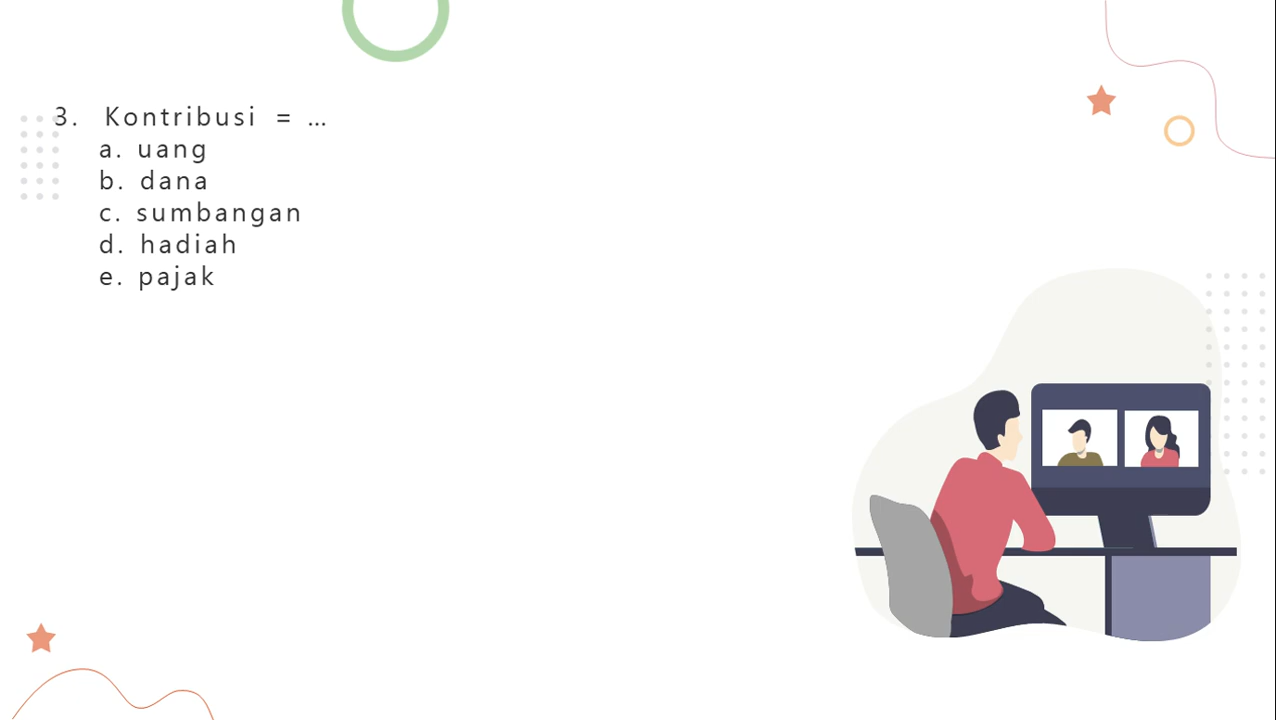 3. Kontribusi = ...
a. uang
b. dana
c. sumbangan
d. hadiah
e. pajak